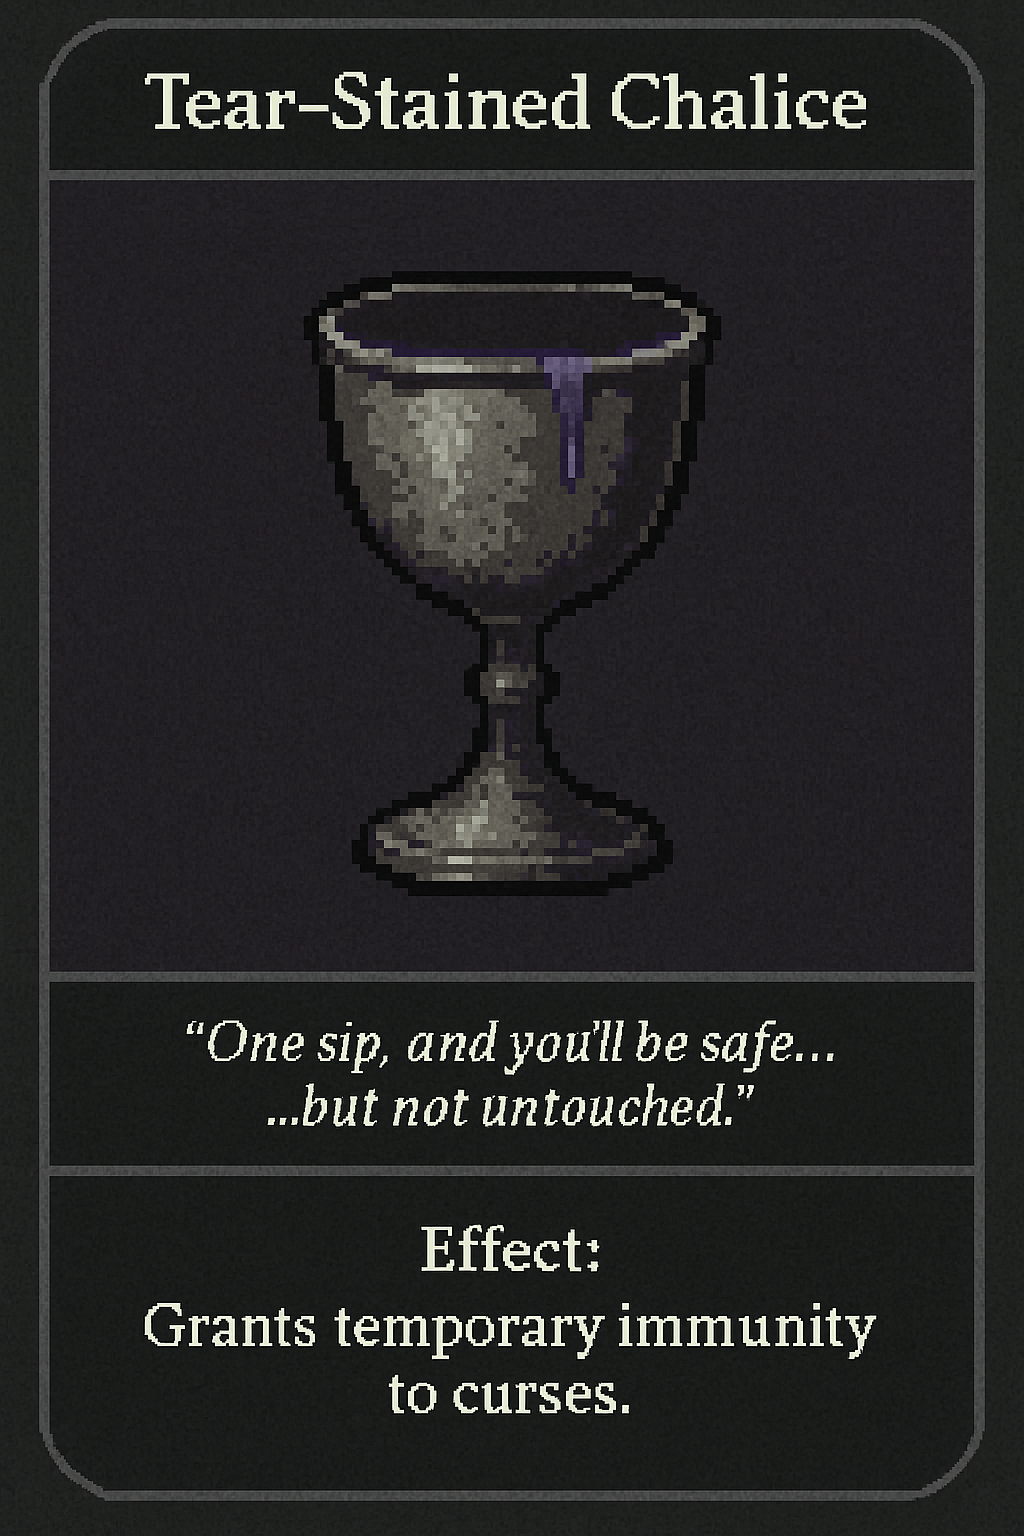 Tear–Stained Chalice
“One sip, and you'll be safe...
...but not untouched.”
Effect:
Grants temporary immunity
to curses.